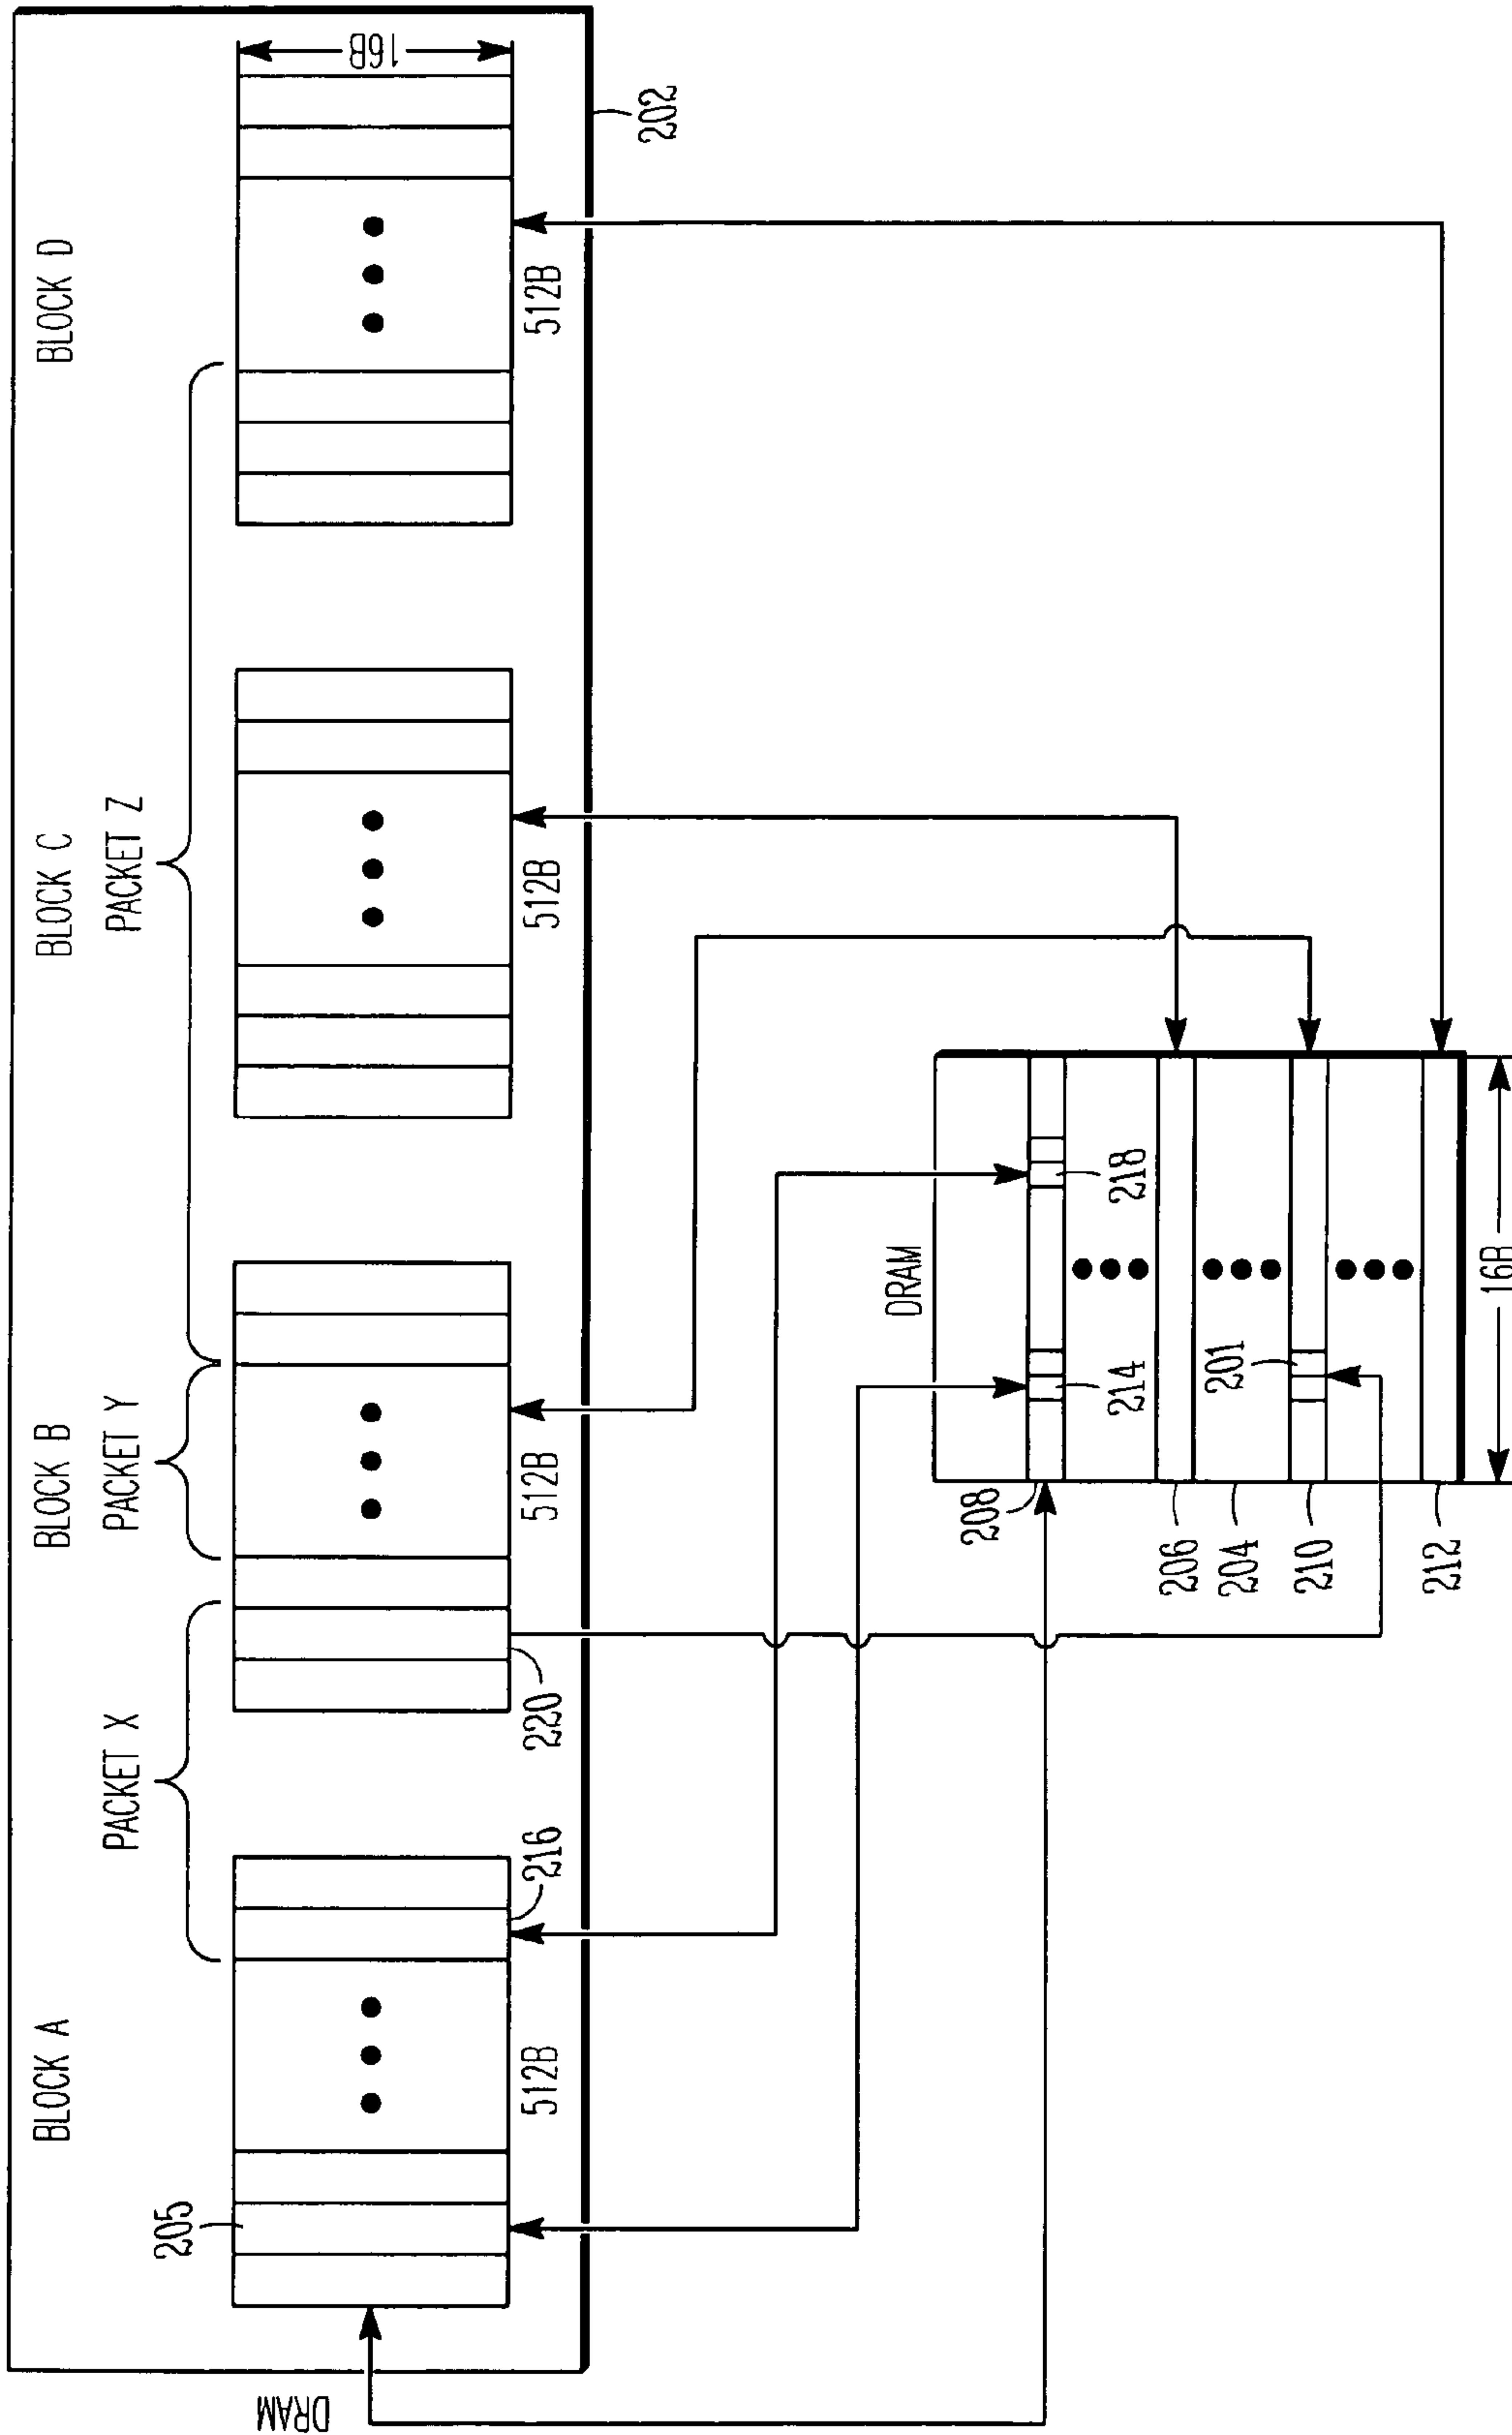 BLOCK A
BLOCK B
BLOCK C
BLOCK D
PACKET X
PACKET Y
PACKET Z
205
16B
512B
216
220
512B
512B
512B
202
DRAM
DRAM
208
214
218
206
204
201
210
212
16B